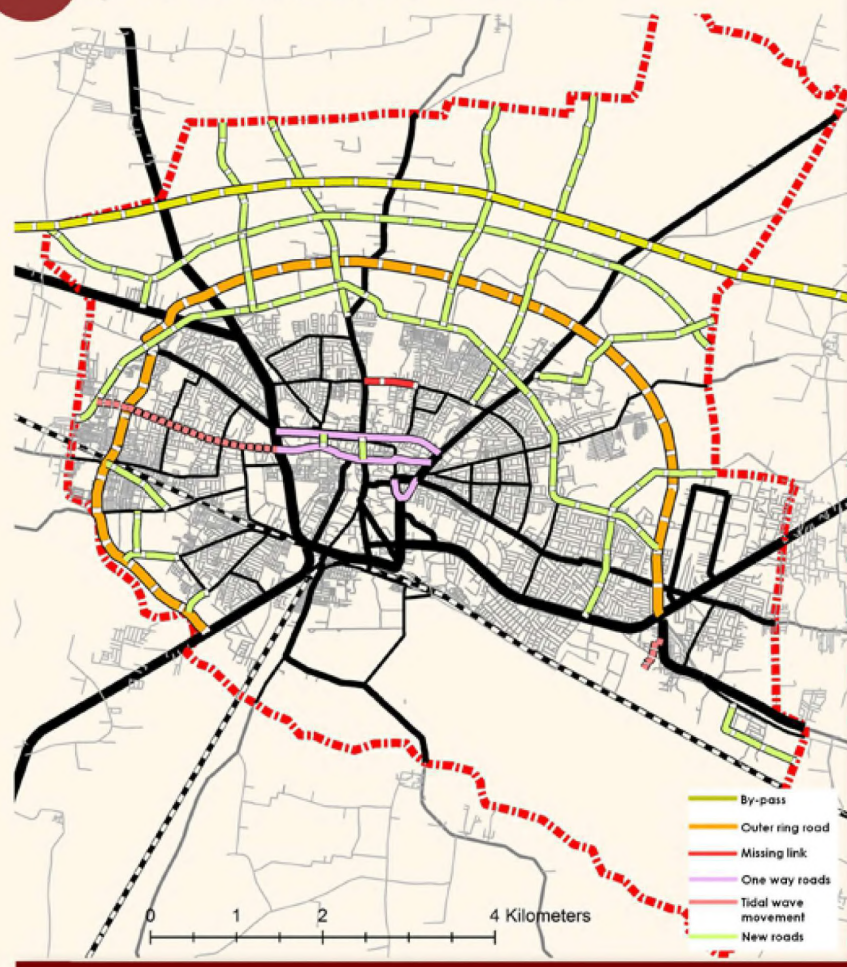 By-pass
Outer ring road
Missing link
One way roads
Tidal wave
movement
New roads
0 1 2 4 Kilometers